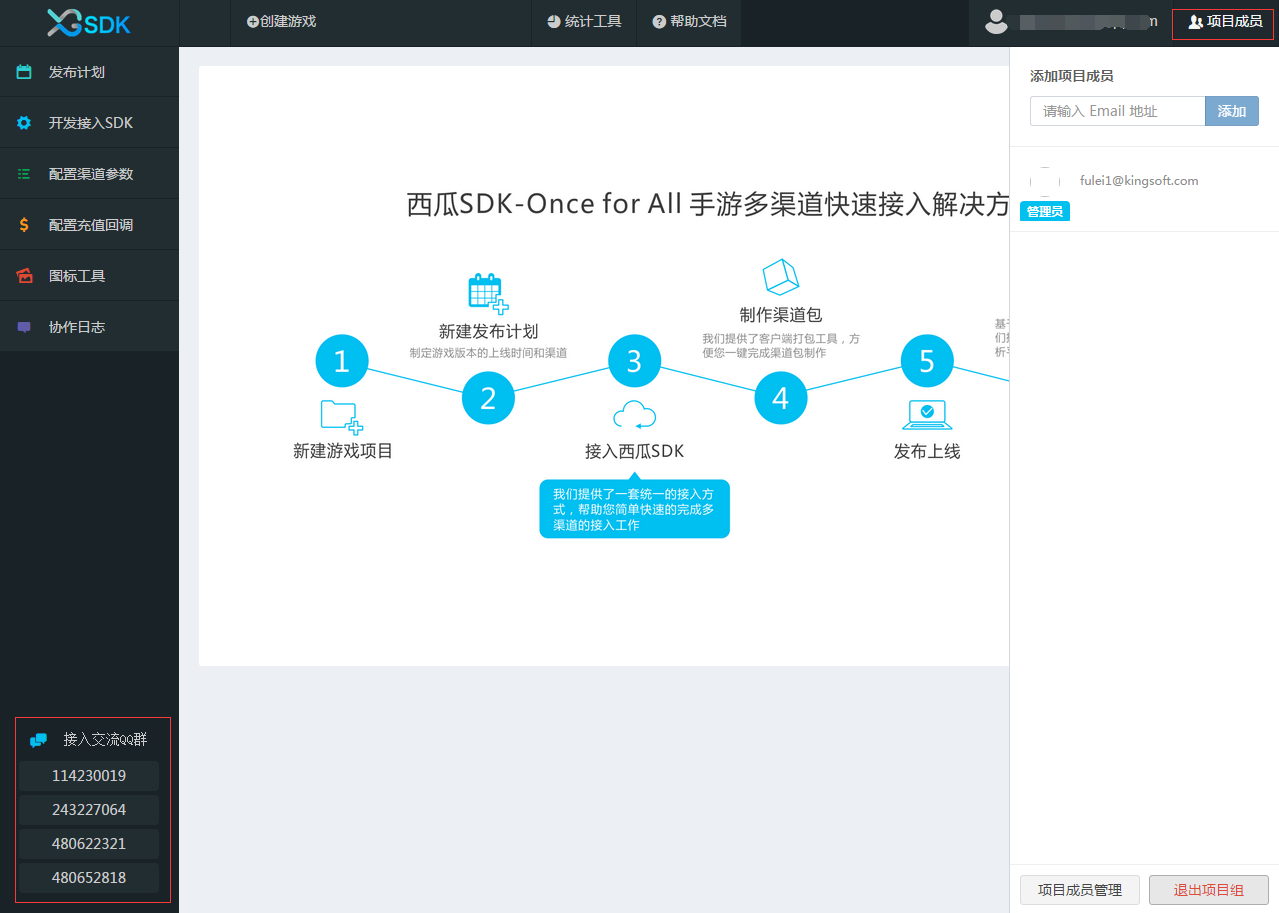 XGSDK
创建游戏
统计工具
帮助文档
m
项目成员
发布计划
开发接入SDK
配置渠道参数
配置充值回调
图标工具
协作日志
接入交流QQ群
114230019
243227064
480622321
480652818
西瓜SDK-Once for All 手游多渠道快速接入解决方
1
新建游戏项目
新建发布计划
制定游戏版本的上线时间和渠道
2
3
接入西瓜SDK
我们提供了一套统一的接入方
式，帮助您简单快速的完成多
渠道的接入工作
制作渠道包
我们提供了客户端打包工具，方
便您一键完成渠道包制作
4
5
发布上线
基于
析
添加项目成员
请输入 Email 地址
添加
fulei1@kingsoft.com
管理员
项目成员管理
退出项目组